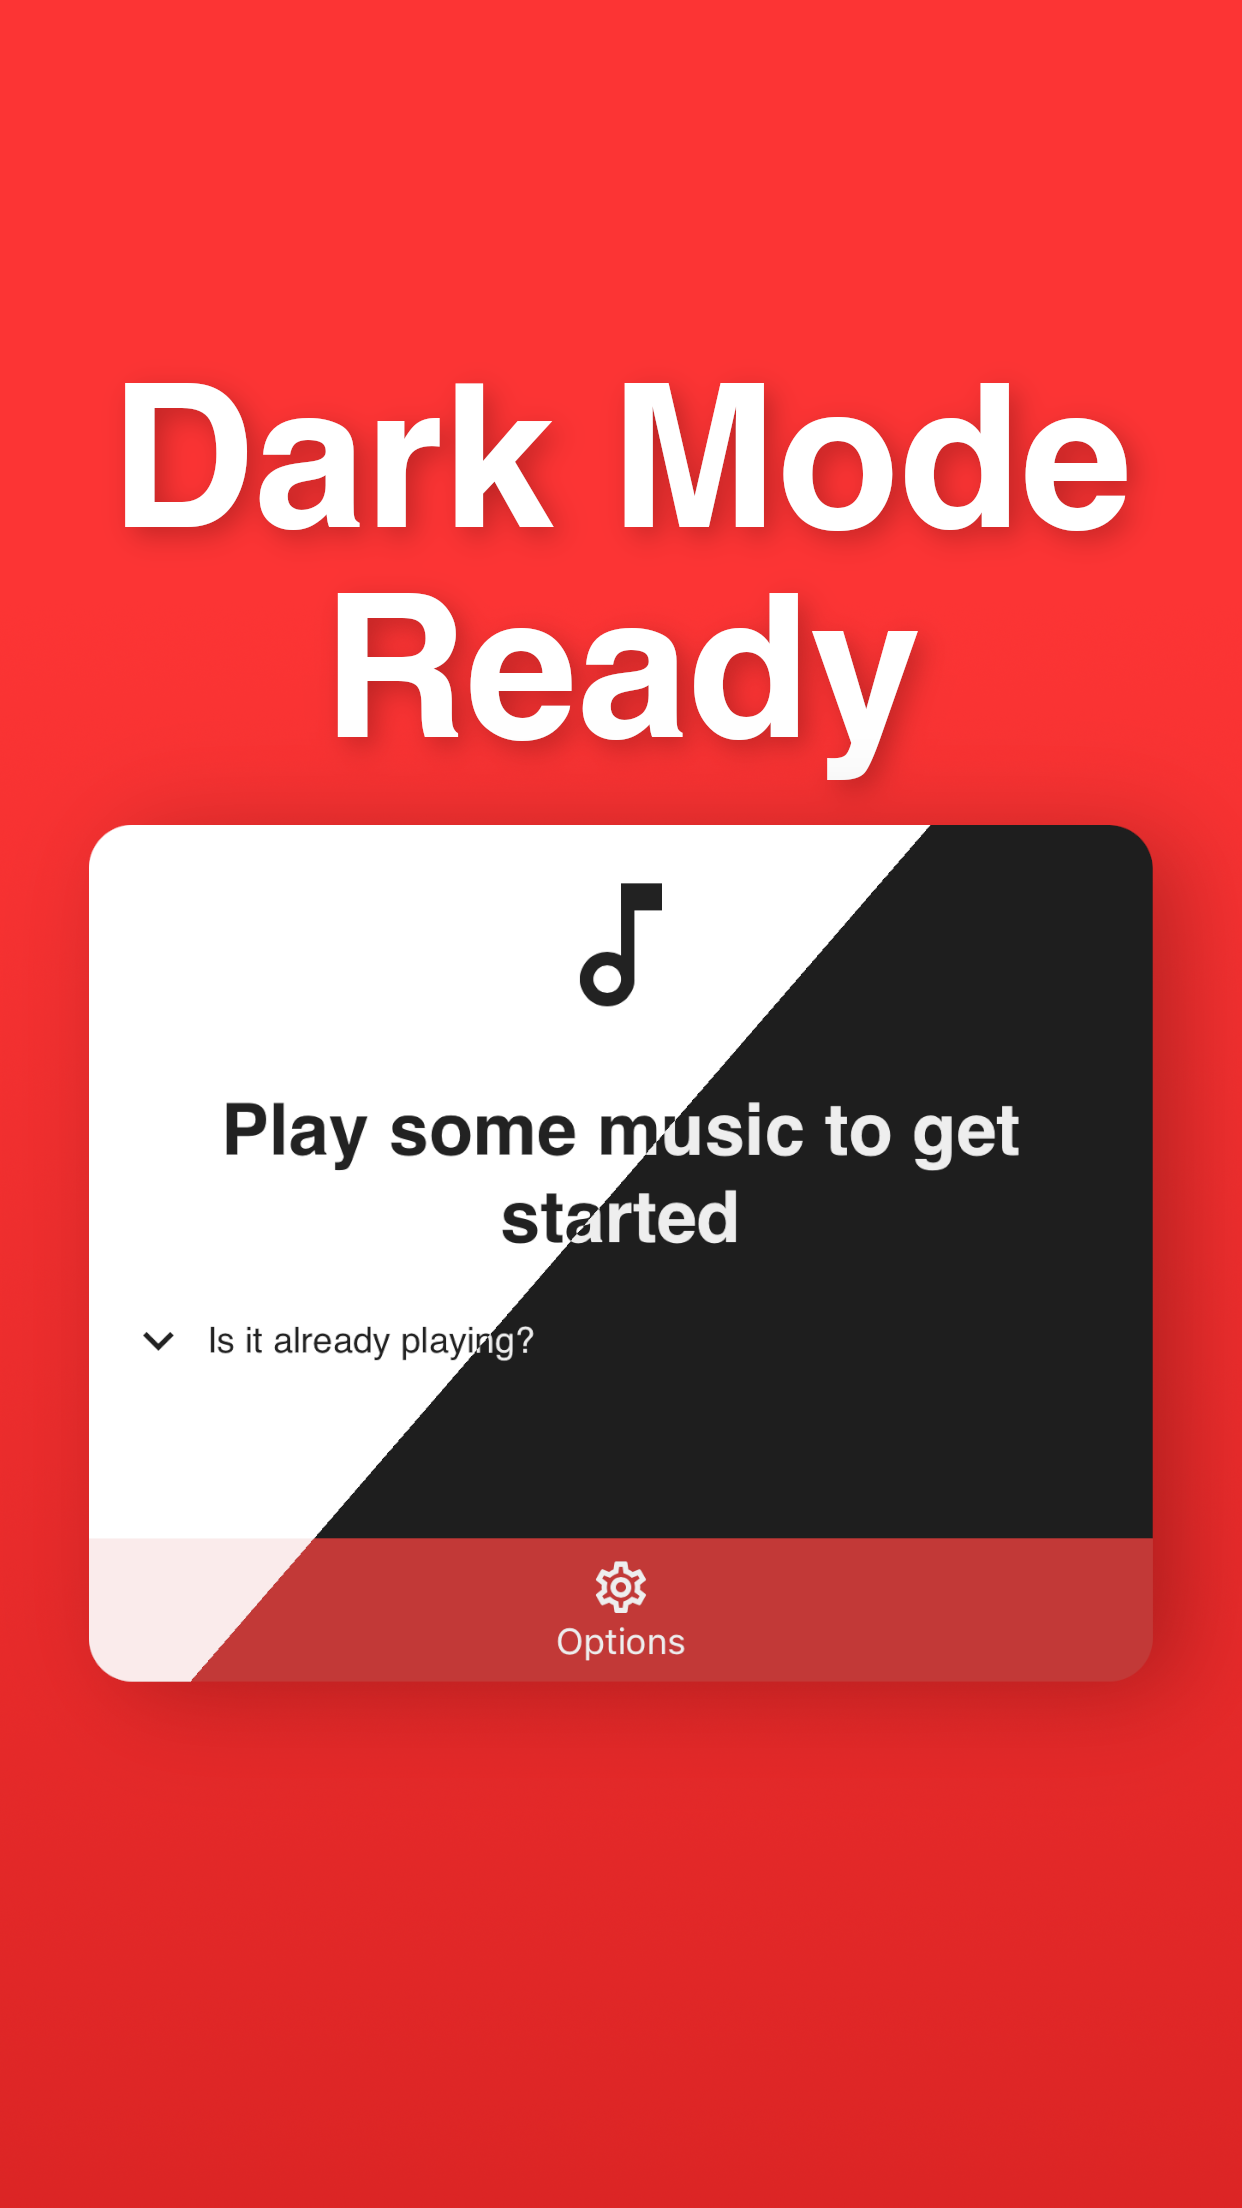 Dark Mode
Ready
Play some music to get
started
Is it already playing?
Options